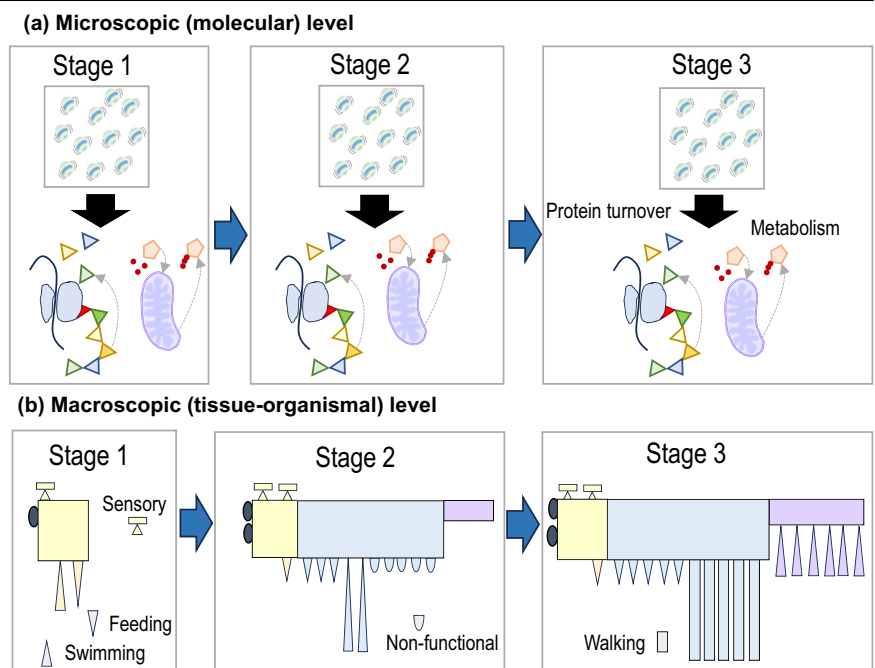 (a) Microscopic (molecular) level
Stage 1
Stage 2
Stage 3
Protein turnover
Metabolism
(b) Macroscopic (tissue-organismal) level
Stage 1
Stage 2
Stage 3
Sensory
Feeding
Swimming
Non-functional
Walking